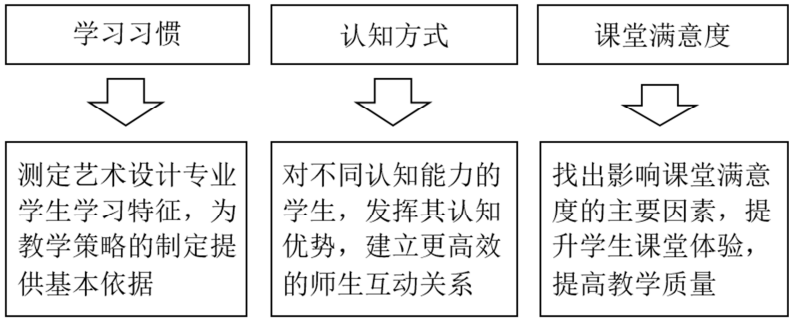 学习习惯
认知方式
课堂满意度
测定艺术设计专业
学生学习特征，为
教学策略的制定提
供基本依据
对不同认知能力的
学生，发挥其认知
优势，建立更高效
的师生互动关系
找出影响课堂满意
度的主要因素，提
升学生课堂体验，
提高教学质量